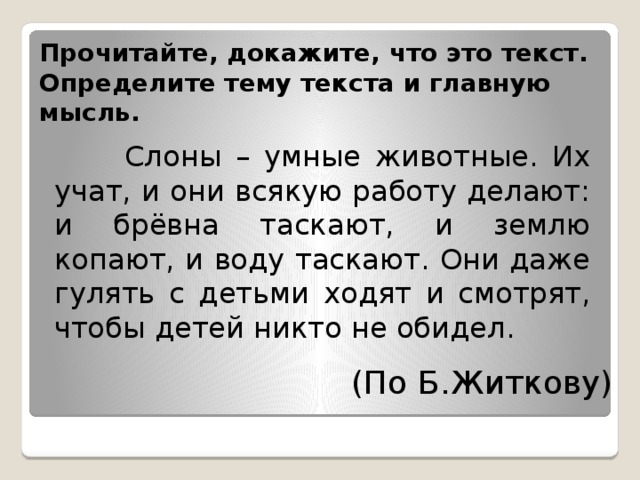 Прочитайте, докажите, что это текст.
Определите тему текста и главную
мысль.
Слоны – умные животные. Их
учат, и они всякую работу делают:
и брёвна таскают, и землю
копают, и воду таскают. Они даже
гулять с детьми ходят и смотрят,
чтобы детей никто не обидел.
(По Б.Житкову)